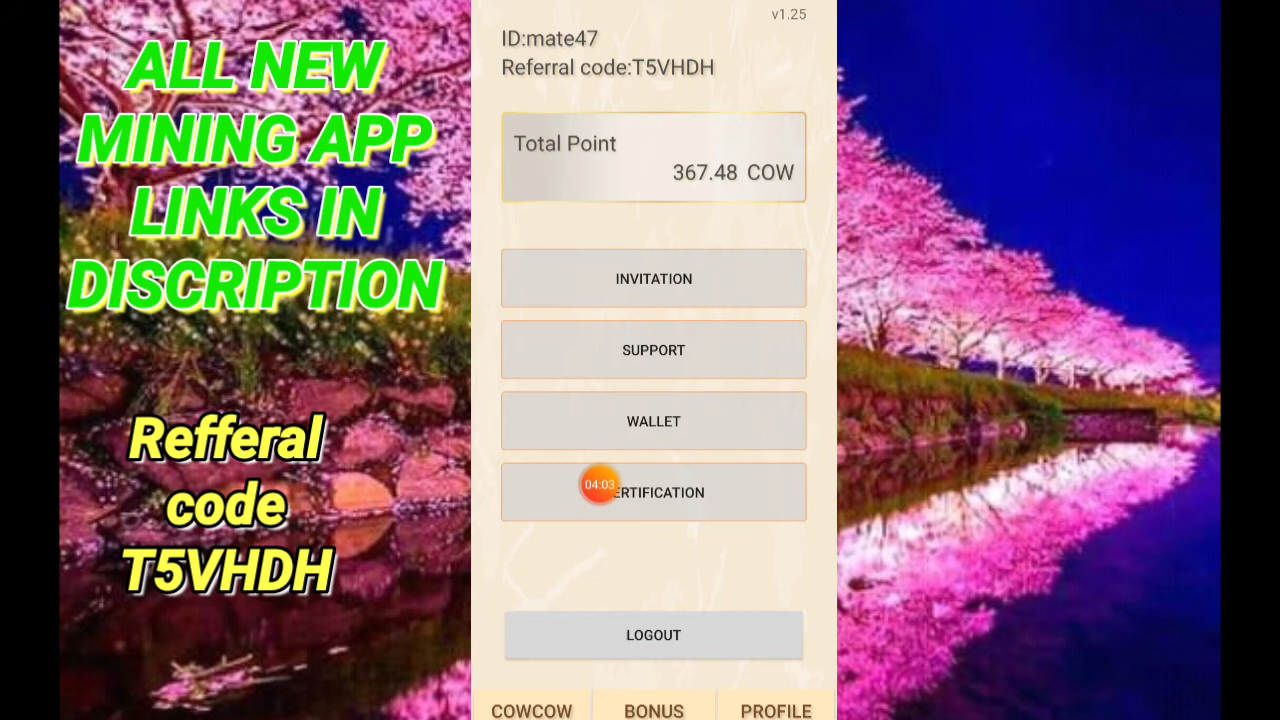 ALL NEW
MINING APP
LINKS IN
DISCRIPTION
Refferal
code
T5VHDH
v1.25
ID:mate47
Referral code:T5VHDH
Total Point
367.48 COW
INVITATION
SUPPORT
WALLET
04:03
ERTIFICATION
LOGOUT
COWCOW
BONUS
PROFILE